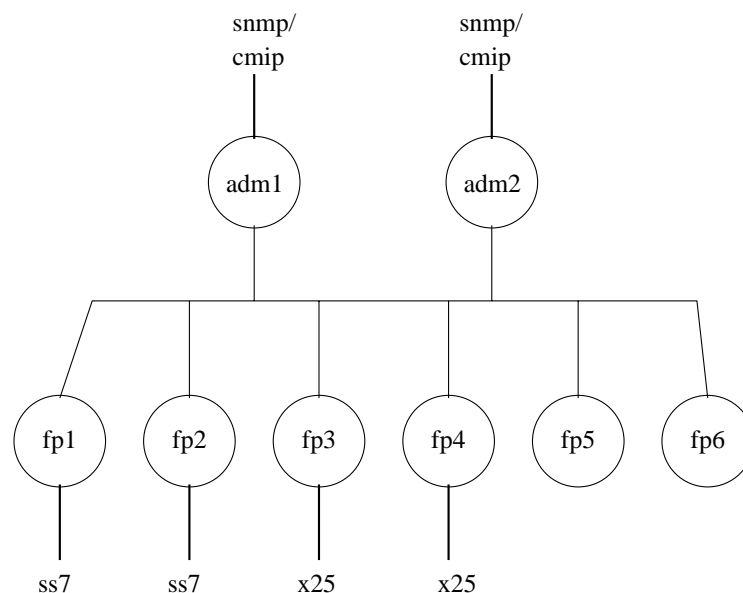 snmp/
cmip
snmp/
cmip
adm1
adm2
fp1
fp2
fp3
fp4
fp5
fp6
ss7
ss7
x25
x25